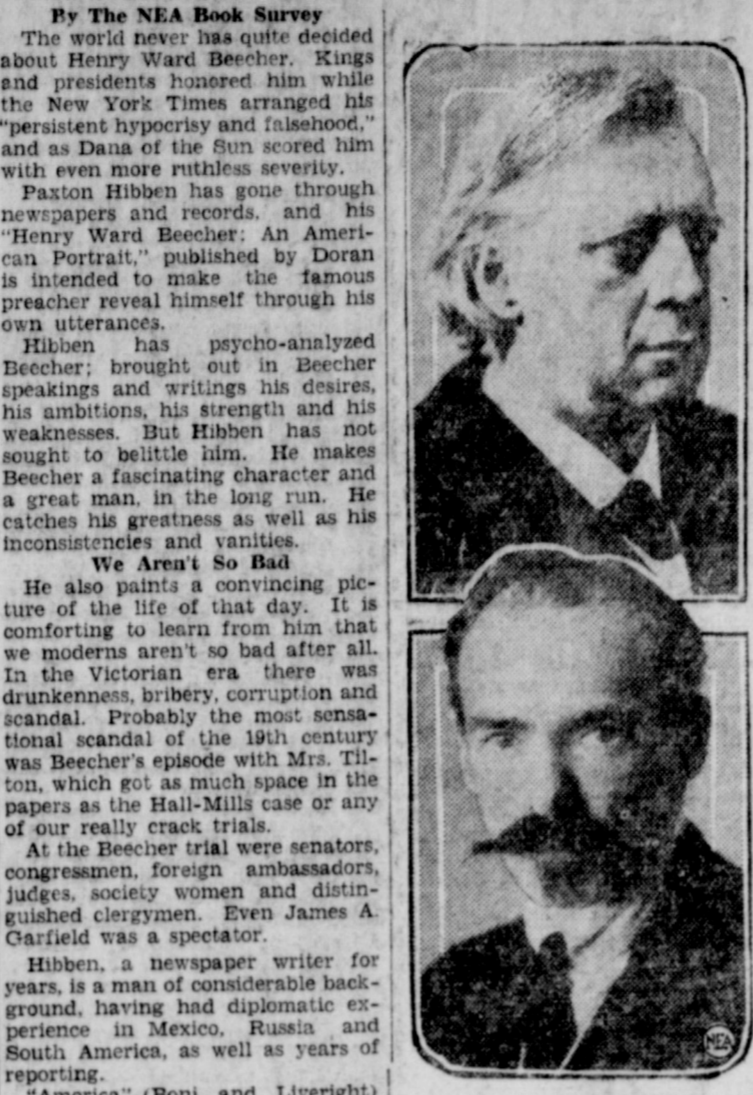 By The NEA Book Survey
The world never has quite decided
about Henry Ward Beecher. Kings
and presidents honored him while
the New York Times arranged his
"persistent hypocrisy and falsehood,"
and as Dana of the Sun scored him
with even more ruthless severity.
Paxton Hibben has gone through
newspapers and records, and his
"Henry Ward Beecher: An Ameri-
can Portrait," published by Doran
is intended to make the famous
preacher reveal himself through his
own utterances.
Hibben has psycho-analyzed
Beecher; brought out in Beecher
speakings and writings his desires,
his ambitions, his strength and his
weaknesses. But Hibben has not
sought to belittle him. He makes
Beecher a fascinating character and
a great man, in the long run. He
catches his greatness as well as his
inconsistencies and vanities.
We Aren't So Bad
He also paints a convincing pic-
ture of the life of that day. It is
comforting to learn from him that
we moderns aren't so bad after all.
In the Victorian era there was
drunkenness, bribery, corruption and
scandal. Probably the most sensa-
tional scandal of the 19th century
was Beecher's episode with Mrs. Til-
ton, which got as much space in the
papers as the Hall-Mills case or any
of our really crack trials.
At the Beecher trial were senators,
congressmen, foreign ambassadors,
judges, society women and distin-
guished clergymen. Even James A.
Garfield was a spectator.
Hibben, a newspaper writer for
years, is a man of considerable back-
ground, having had diplomatic ex-
perience in Mexico, Russia and
South America, as well as years of
reporting.
"America" (Boni and Liveright)
NEA